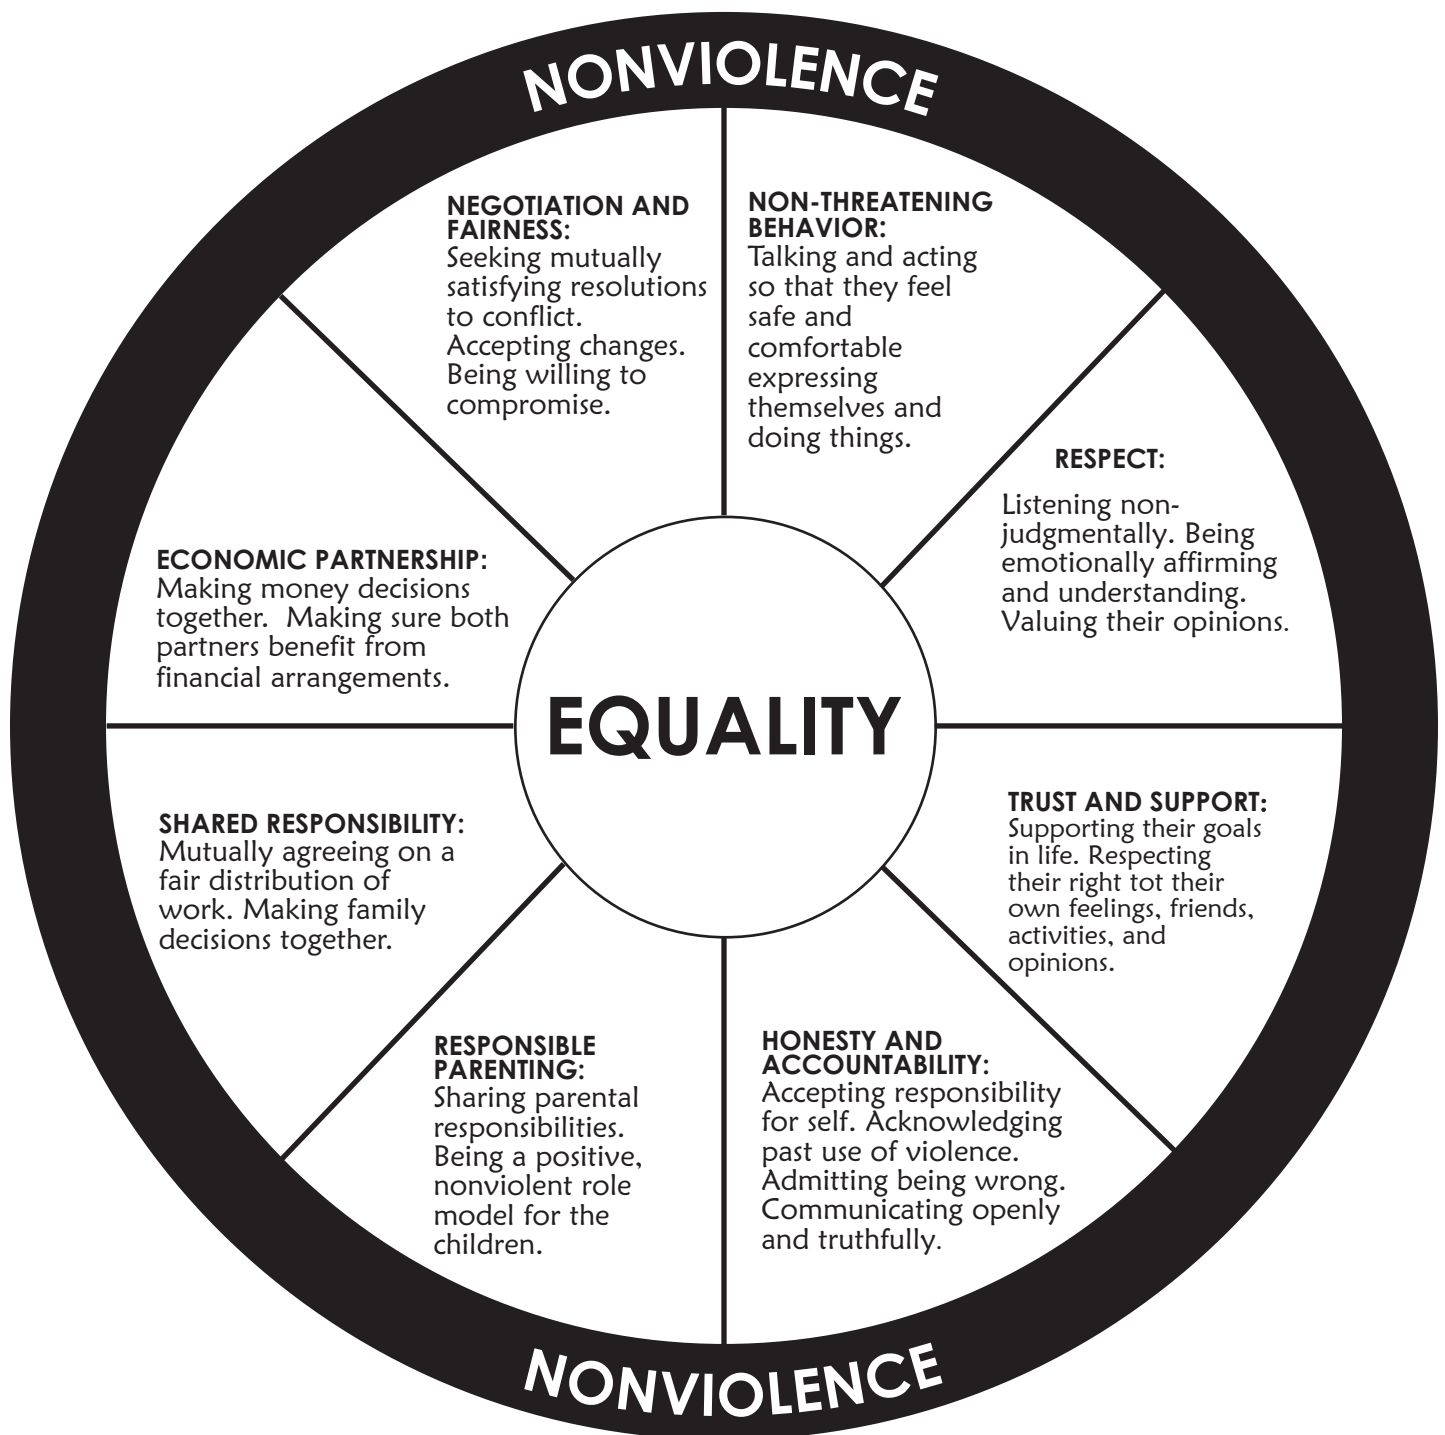 NONVIOLENCE
NEGOTIATION AND
FAIRNESS:
Seeking mutually
satisfying resolutions
to conflict.
Accepting changes.
Being willing to
compromise.
NON-THREATENING
BEHAVIOR:
Talking and acting
so that they feel
safe and
comfortable
expressing
themselves and
doing things.
RESPECT:
Listening non-
judgmentally. Being
emotionally affirming
and understanding.
Valuing their opinions.
ECONOMIC PARTNERSHIP:
Making money decisions
together.  Making sure both
partners benefit from
financial arrangements.
EQUALITY
TRUST AND SUPPORT:
Supporting their goals
in life. Respecting
their right tot their
own feelings, friends,
activities, and
opinions.
SHARED RESPONSIBILITY:
Mutually agreeing on a
fair distribution of
work. Making family
decisions together.
RESPONSIBLE
PARENTING:
Sharing parental
responsibilities.
Being a positive,
nonviolent role
model for the
children.
HONESTY AND
ACCOUNTABILITY:
Accepting responsibility
for self. Acknowledging
past use of violence.
Admitting being wrong.
Communicating openly
and truthfully.
NONVIOLENCE